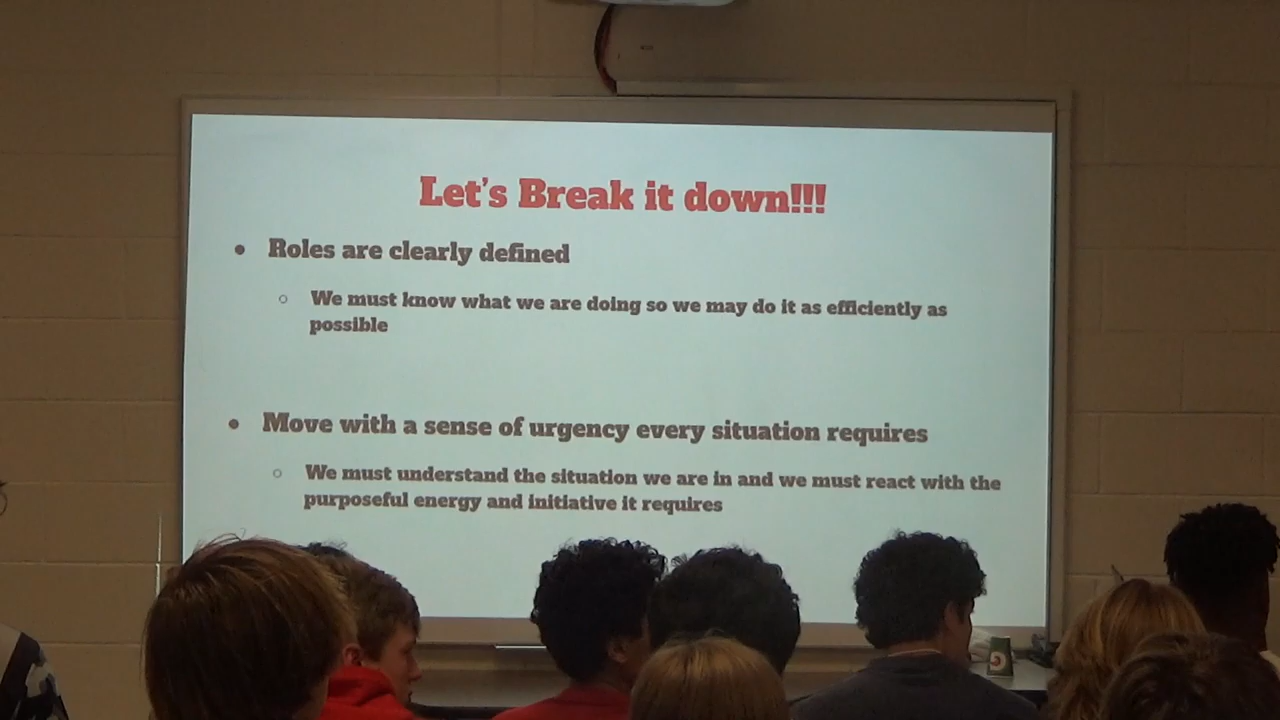 Let's Break it down!!!
● Roles are clearly defined
○ We must know what we are doing so we may do it as efficiently as
possible
● Move with a sense of urgency every situation requires
○ We must understand the situation we are in and we must react with the
purposeful energy and initiative it requires